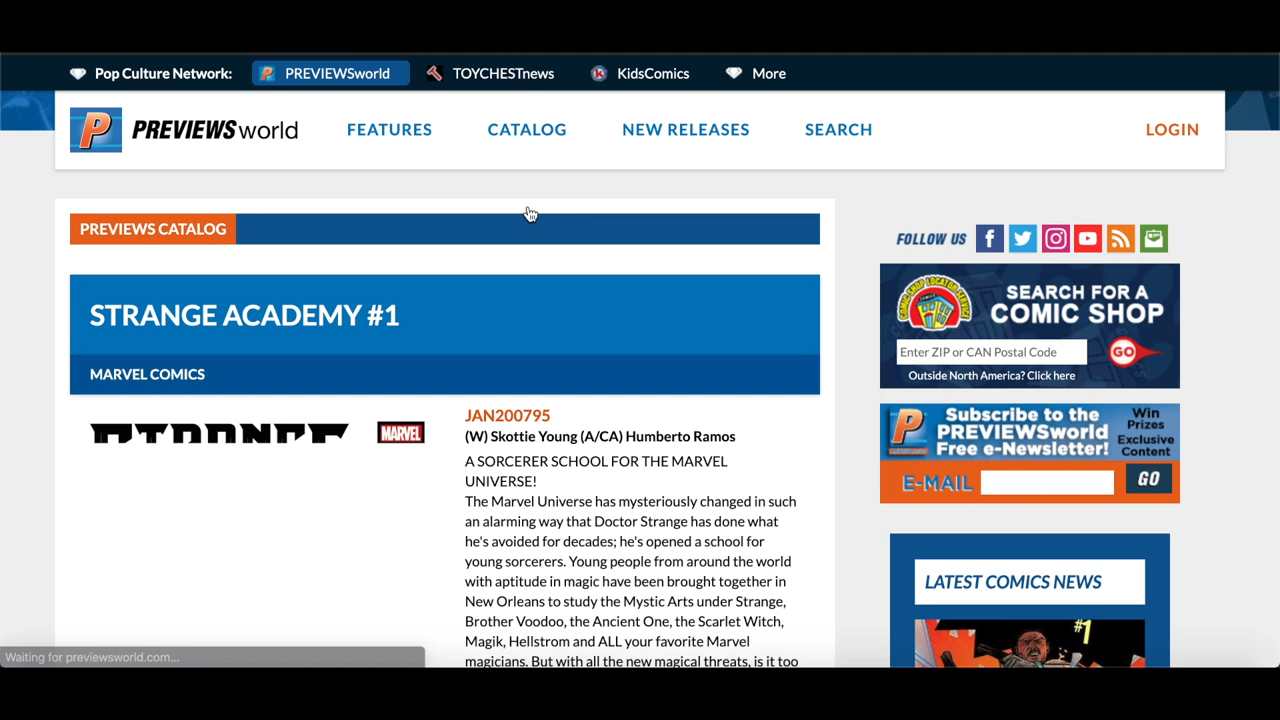 Pop Culture Network: PREVIEWSworld TOYCHESTnews KidsComics More
P PREVIEWSworld FEATURES CATALOG NEW RELEASES SEARCH LOGIN
PREVIEWS CATALOG
STRANGE ACADEMY #1
MARVEL COMICS
MARVEL
JAN200795
(W) Skottie Young (A/CA) Humberto Ramos
A SORCERER SCHOOL FOR THE MARVEL
UNIVERSE!
The Marvel Universe has mysteriously changed in such
an alarming way that Doctor Strange has done what
he's avoided for decades; he's opened a school for
young sorcerers. Young people from around the world
with aptitude in magic have been brought together in
New Orleans to study the Mystic Arts under Strange,
Brother Voodoo, the Ancient One, the Scarlet Witch,
Magik, Hellstrom and ALL your favorite Marvel
magicians. But with all the new magical threats, is it too
FOLLOW US
COMIC SHOP LOCATOR SERVICE
SEARCH FOR A
COMIC SHOP
Enter ZIP or CAN Postal Code GO
Outside North America? Click here
P Subscribe to the
PREVIEWSworld
Free e-Newsletter!
Win
Prizes
Exclusive
Content
E-MAIL GO
LATEST COMICS NEWS
#1
Waiting for previewsworld.com...